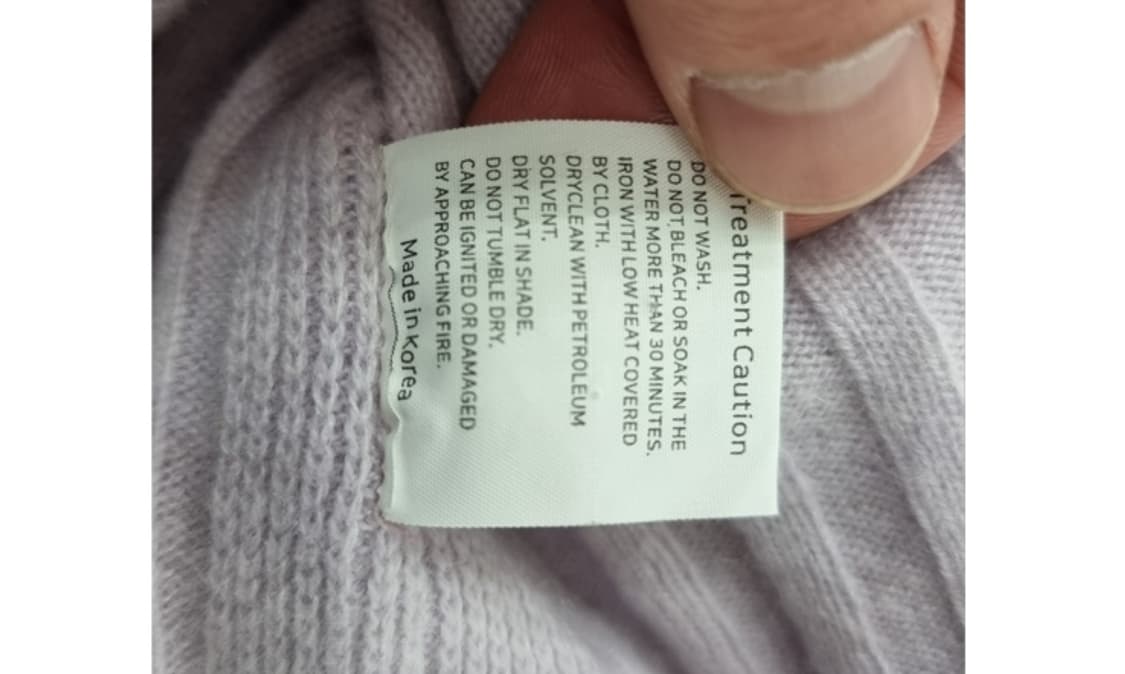 Treatment Caution
DO NOT WASH.
DO NOT BLEACH OR SOAK IN THE
WATER MORE THAN 30 MINUTES.
IRON WITH LOW HEAT COVERED
BY CLOTH.
DRYCLEAN WITH PETROLEUM
SOLVENT.
DRY FLAT IN SHADE.
DO NOT TUMBLE DRY.
CAN BE IGNITED OR DAMAGED
BY APPROACHING FIRE.
Made in Korea